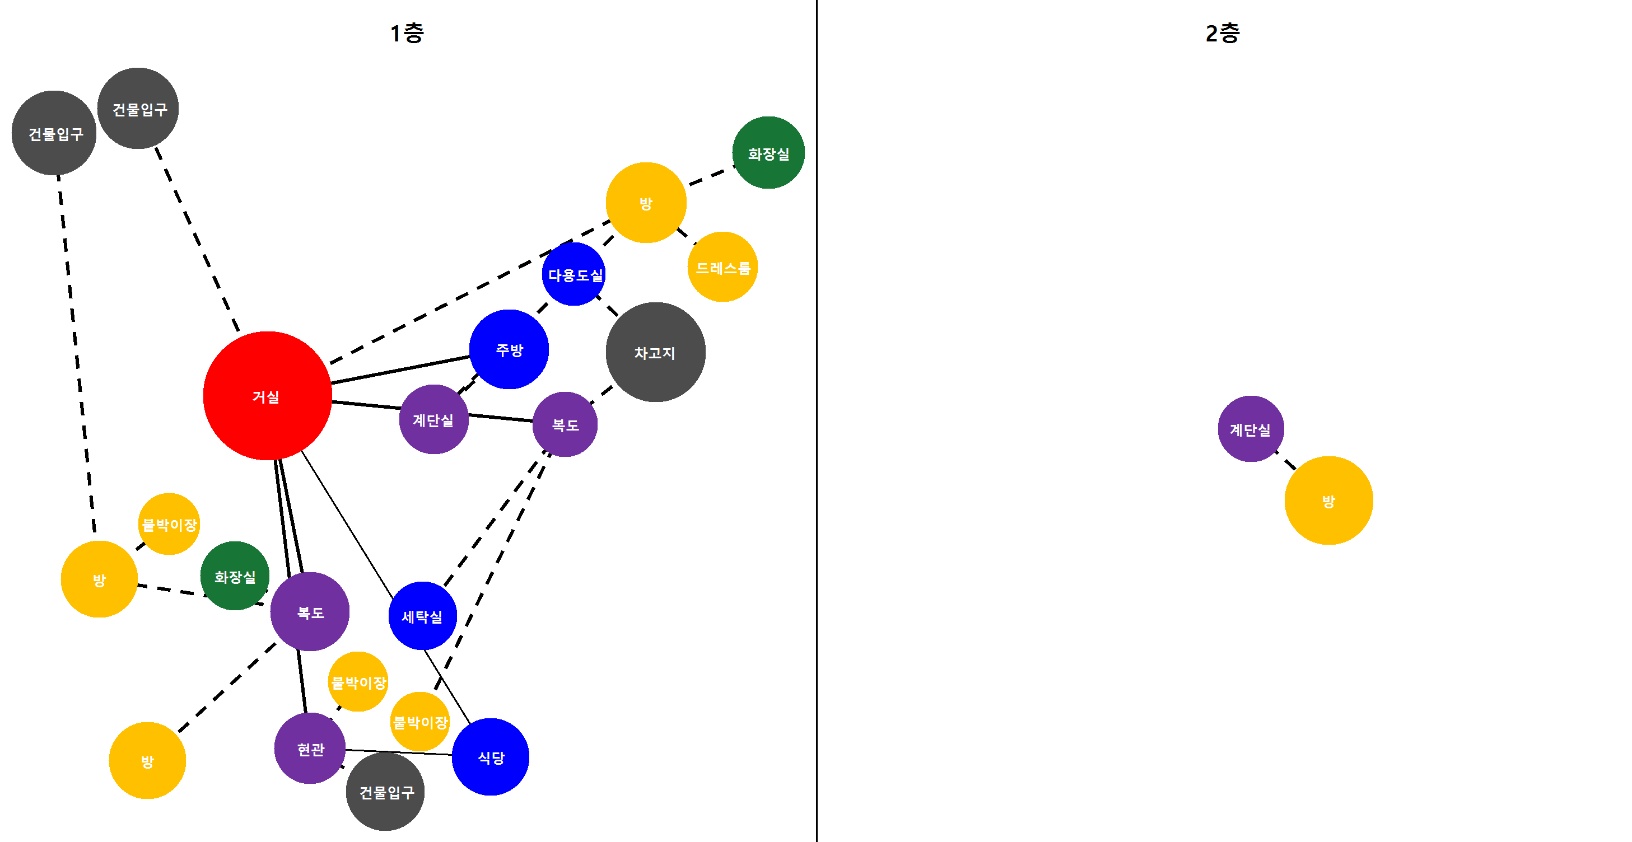 1층
2층
건물입구
건물입구
화장실
방
드레스룸
다용도실
주방
차고지
거실
계단실
복도
붙박이장
방
화장실
복도
세탁실
붙박이장
붙박이장
현관
식당
방
건물입구
계단실
방